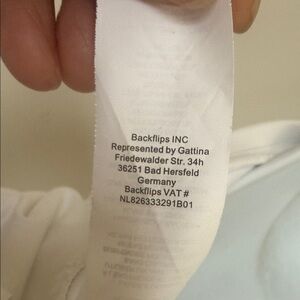 Backflips INC
Represented by Gattina
Friedewalder Str. 34h
36251 Bad Hersfeld
Germany
Backflips VAT #
NL826333291B01